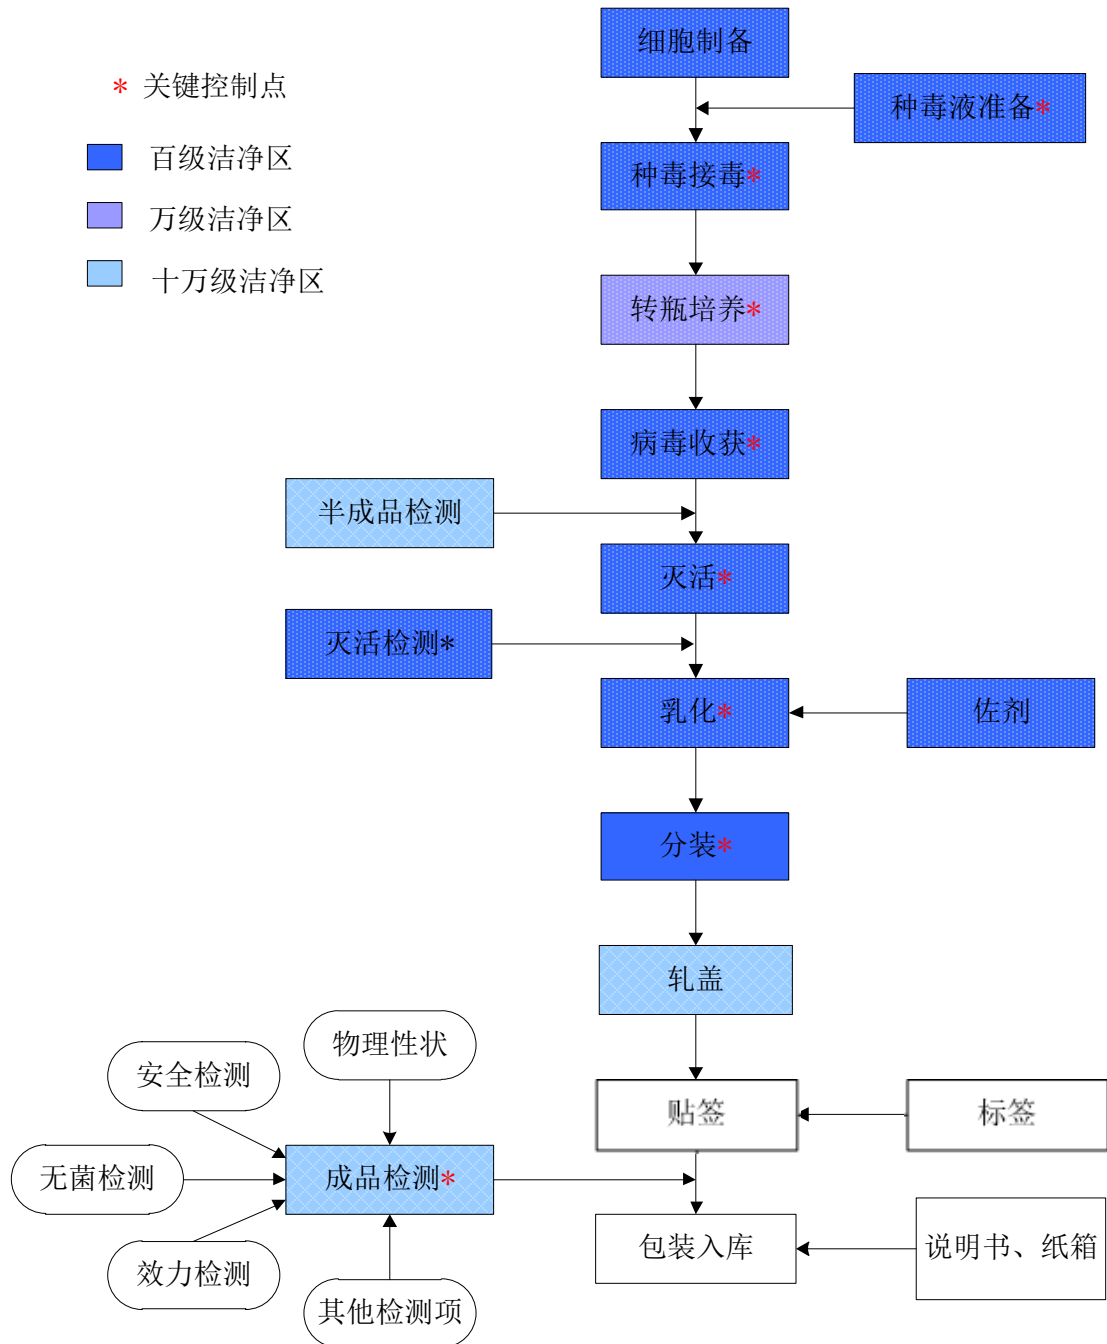 细胞制备
* 关键控制点
种毒液准备*
百级洁净区
种毒接毒*
万级洁净区
十万级洁净区
转瓶培养*
病毒收获*
半成品检测
灭活*
灭活检测*
乳化*
佐剂
分装*
轧盖
物理性状
安全检测
贴签
标签
无菌检测
成品检测*
包装入库
说明书、纸箱
效力检测
其他检测项